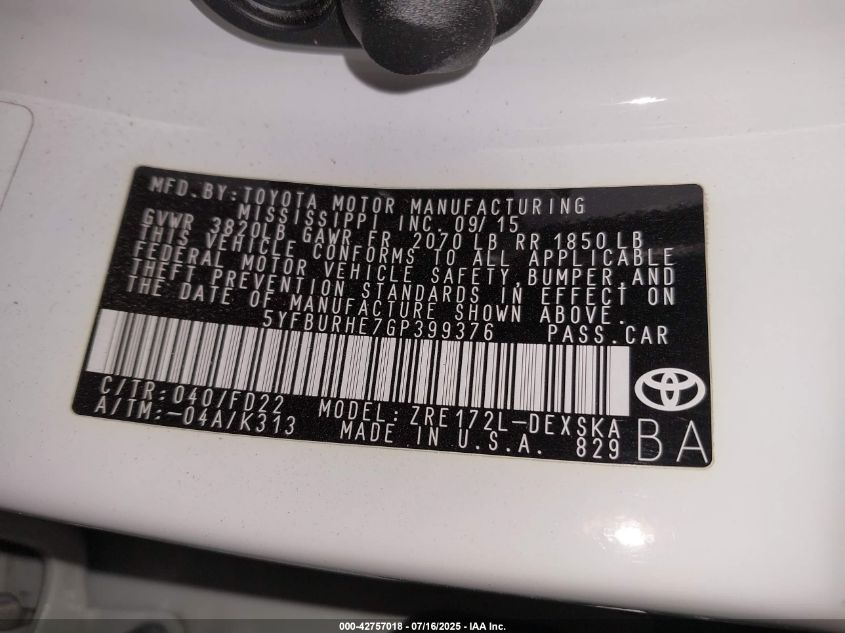 MFD. BY: TOYOTA MOTOR MANUFACTURING
MISSISSIPPI INC. 09/15
GVWR 3820LB GAWR FR 2070 LB RR 1850 LB
THIS VEHICLE CONFORMS TO ALL APPLICABLE
FEDERAL MOTOR VEHICLE SAFETY, BUMPER, AND
THEFT PREVENTION STANDARDS IN EFFECT ON
THE DATE OF MANUFACTURE SHOWN ABOVE.
5YFBURHE7GP399376 PASS. CAR
C/TR: 040/FD22 MODEL: ZRE172L-DEXSKA
A/TM: -04A/K313 MADE IN U.S.A. 829
BA
000-42757018 - 07/16/2025 - IAA Inc.